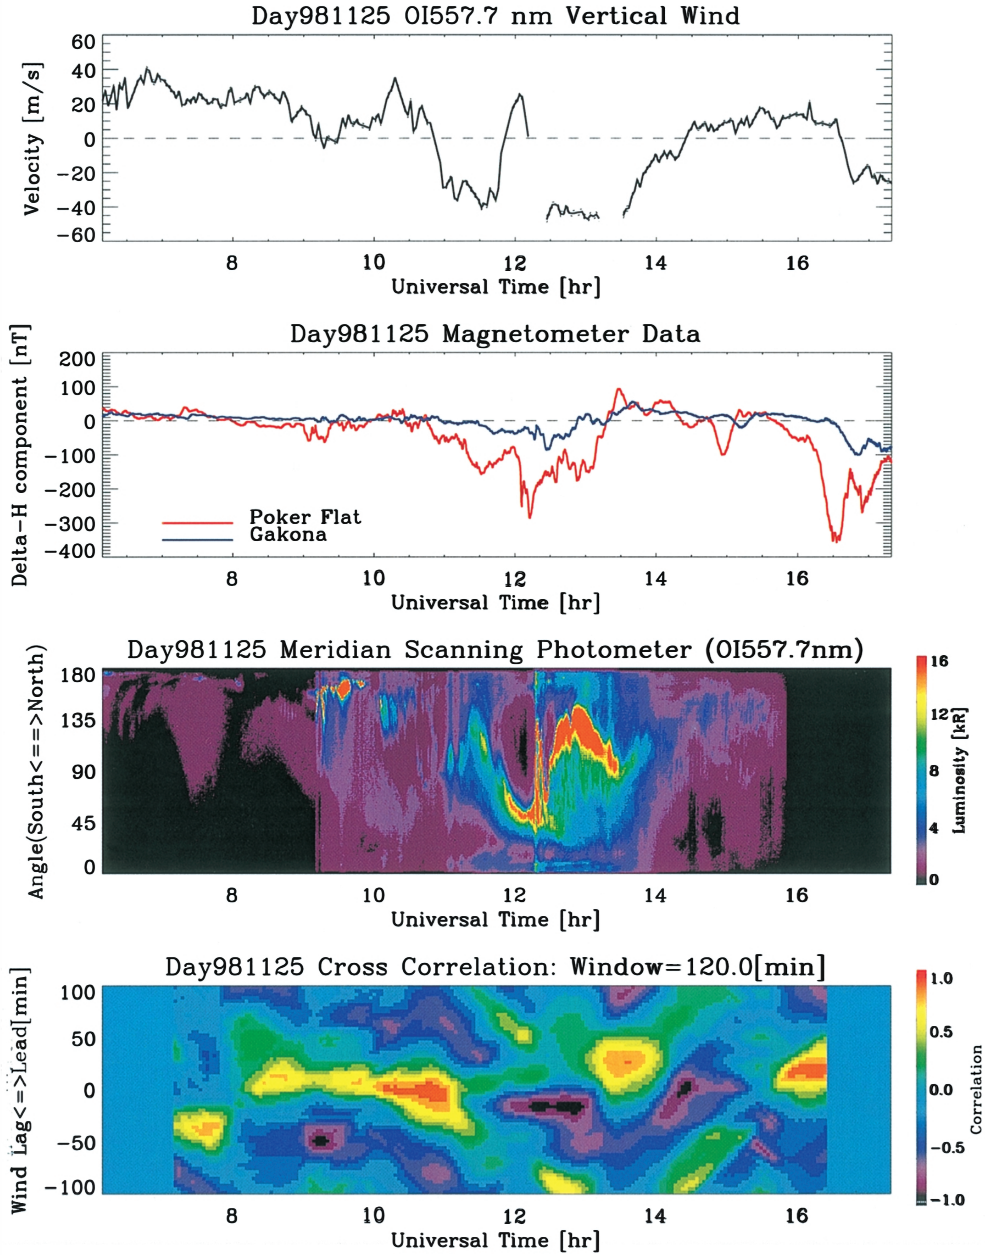 Day981125 OI557.7 nm Vertical Wind
Velocity [m/s]
60
40
20
0
−20
−40
−60
8 10 12 14 16
Universal Time [hr]
Day981125 Magnetometer Data
Delta−H component [nT]
200
100
0
−100
−200
−300
−400
Poker Flat
Gakona
8 10 12 14 16
Universal Time [hr]
Day981125 Meridian Scanning Photometer (OI557.7nm)
Angle(South<==>North)
180
135
90
45
0
16
12
8
4
0
Luminosity [kR]
8 10 12 14 16
Universal Time [hr]
Day981125 Cross Correlation: Window=120.0[min]
Wind Lag<=>Lead[min]
100
50
0
−50
−100
1.0
0.5
0.0
−0.5
−1.0
Correlation
8 10 12 14 16
Universal Time [hr]